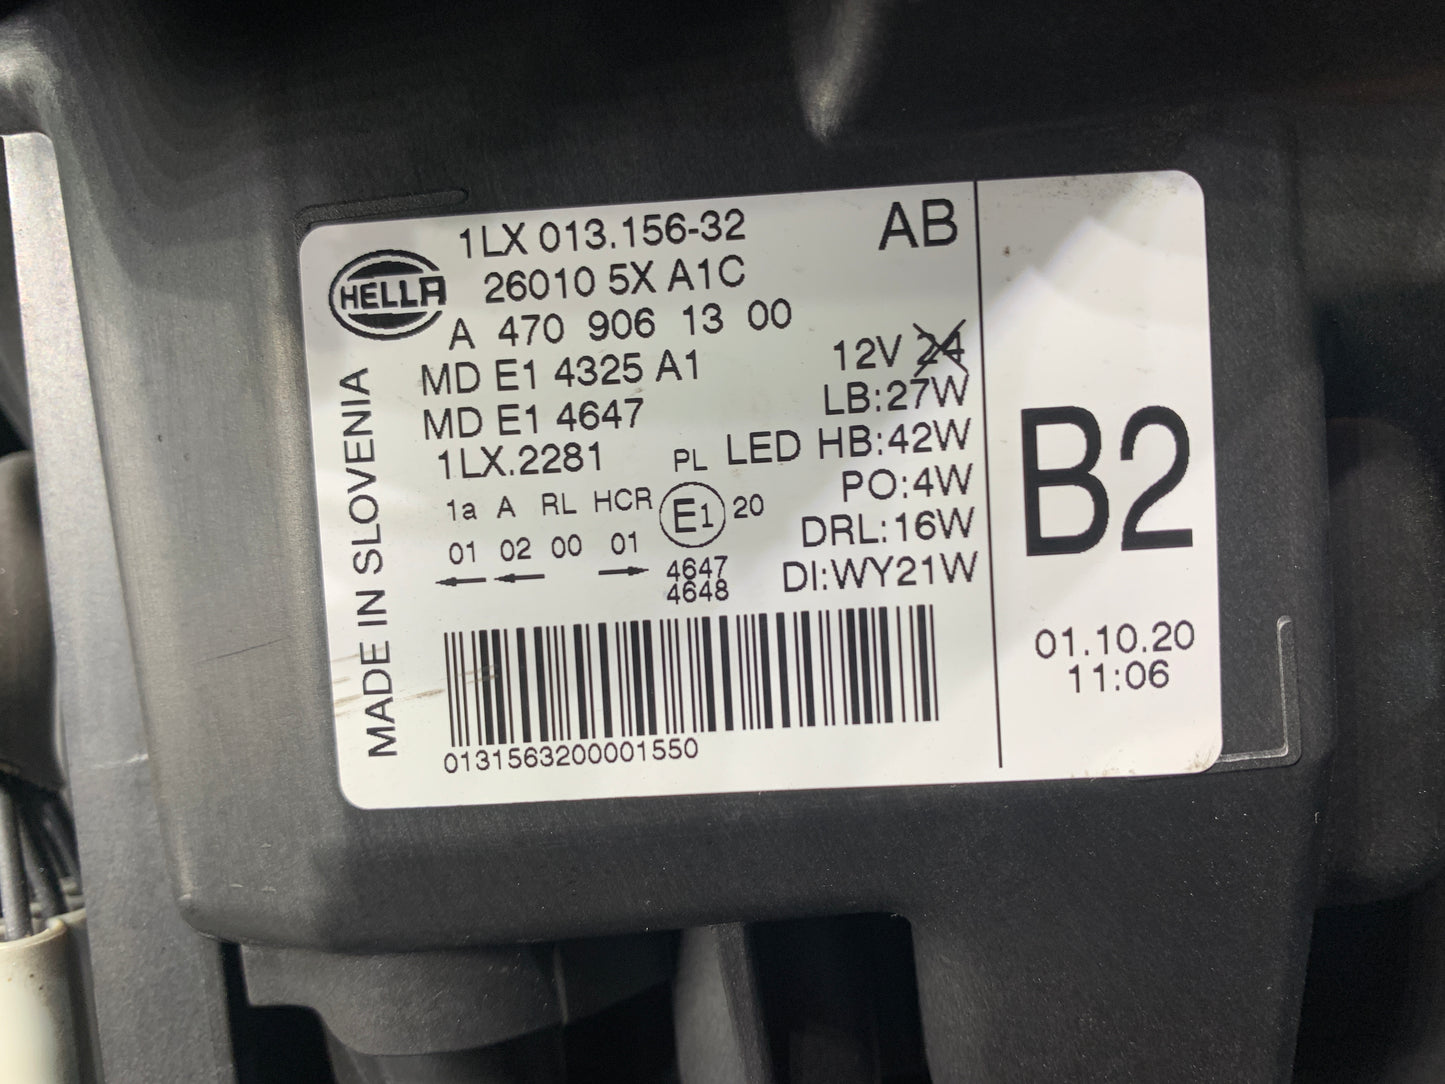 HELLA
MADE IN SLOVENIA
1LX 013.156-32 AB
26010 5X A1C
A 470 906 13 00
MD E1 4325 A1 12V 24
MD E1 4647 LB:27W
1LX.2281 PL LED HB:42W
1a A RL HCR E1 20 PO:4W
01 02 00 01 DRL:16W
4647 DI:WY21W
4648
0131563200001550
B2
01.10.20
11:06